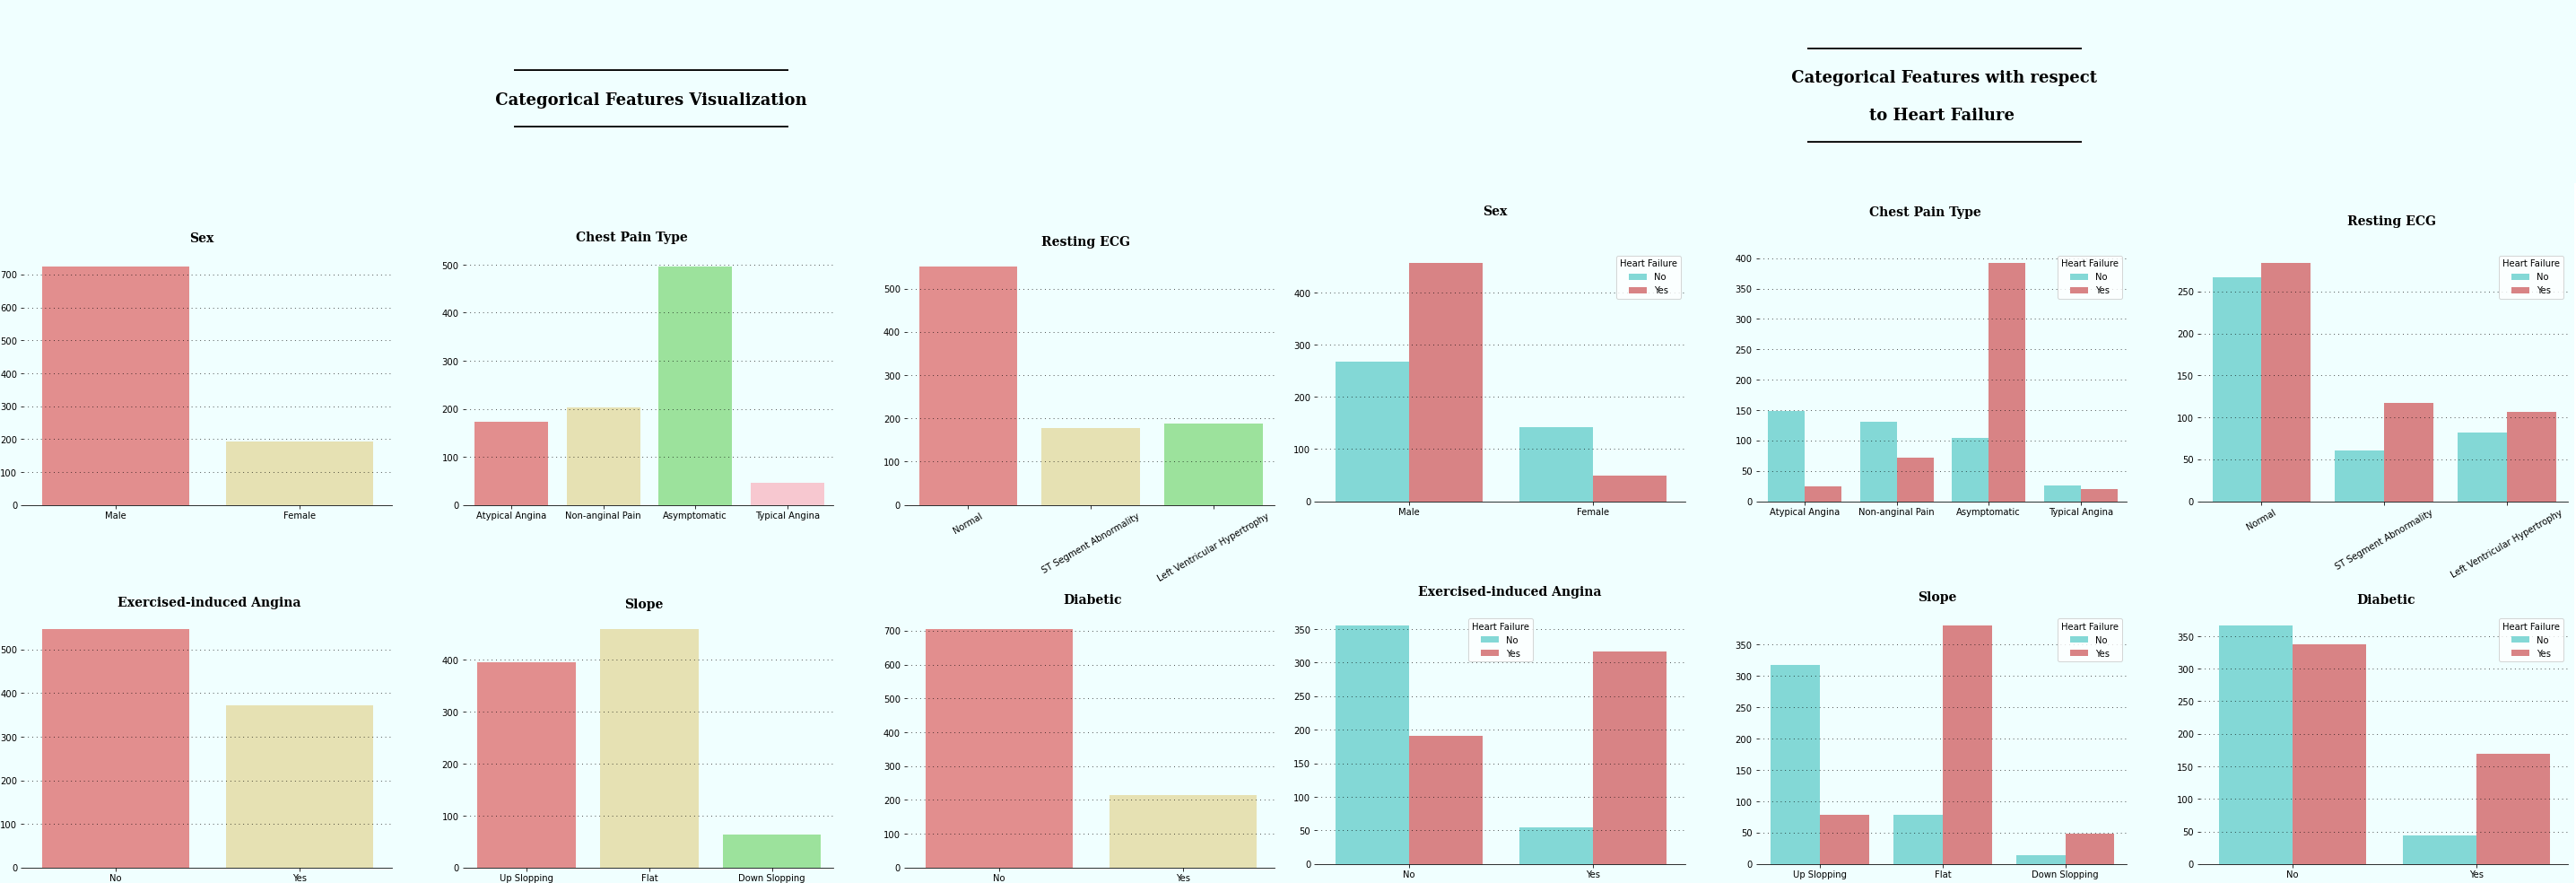 Categorical Features Visualization
Sex
700
600
500
400
300
200
100
0
Male Female
Chest Pain Type
500
400
300
200
100
0
Atypical Angina Non-anginal Pain Asymptomatic Typical Angina
Resting ECG
500
400
300
200
100
0
Normal ST Segment Abnormality Left Ventricular Hypertrophy
Exercised-induced Angina
500
400
300
200
100
0
No Yes
Slope
400
300
200
100
0
Up Slopping Flat Down Slopping
Diabetic
700
600
500
400
300
200
100
0
No Yes
Categorical Features with respect
to Heart Failure
Sex
Heart Failure
No
Yes
400
300
200
100
0
Male Female
Chest Pain Type
Heart Failure
No
Yes
400
350
300
250
200
150
100
50
0
Atypical Angina Non-anginal Pain Asymptomatic Typical Angina
Resting ECG
Heart Failure
No
Yes
250
200
150
100
50
0
Normal ST Segment Abnormality Left Ventricular Hypertrophy
Exercised-induced Angina
Heart Failure
No
Yes
350
300
250
200
150
100
50
0
No Yes
Slope
Heart Failure
No
Yes
350
300
250
200
150
100
50
0
Up Slopping Flat Down Slopping
Diabetic
Heart Failure
No
Yes
350
300
250
200
150
100
50
0
No Yes